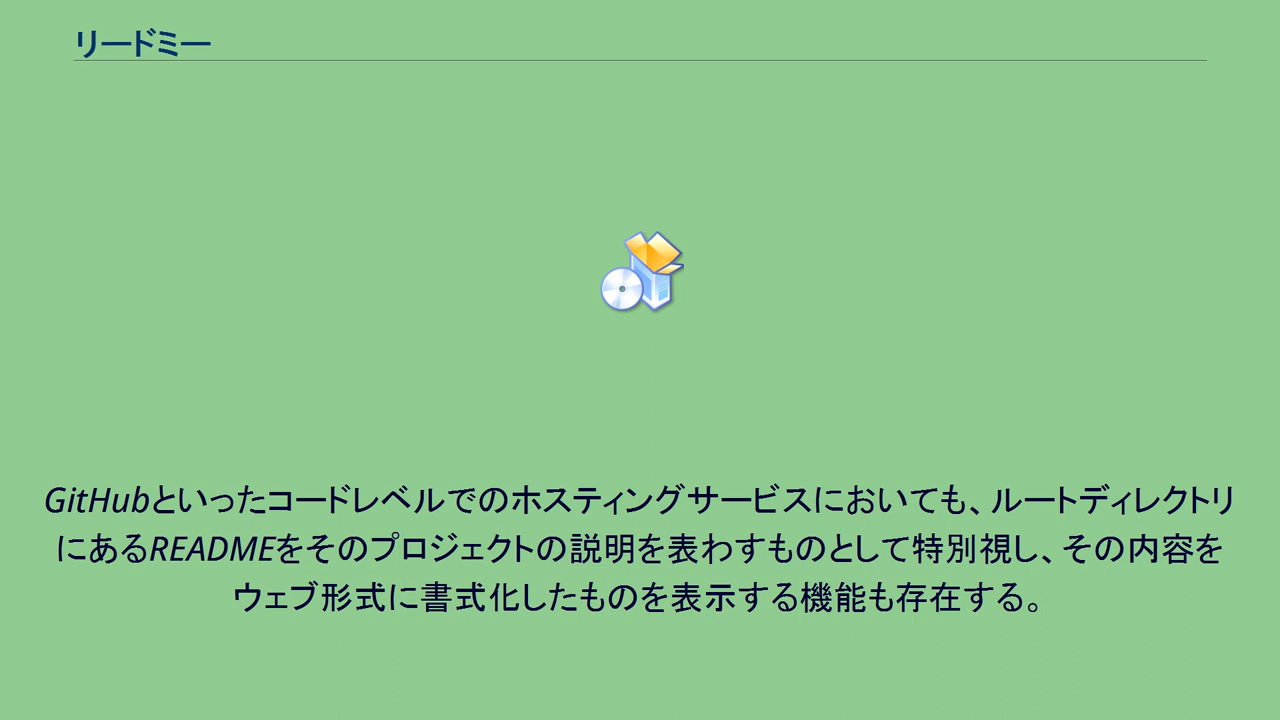 リードミー
GitHubといったコードレベルでのホスティングサービスにおいても、ルートディレクトリ
にあるREADMEをそのプロジェクトの説明を表わすものとして特別視し、その内容を
ウェブ形式に書式化したものを表示する機能も存在する。